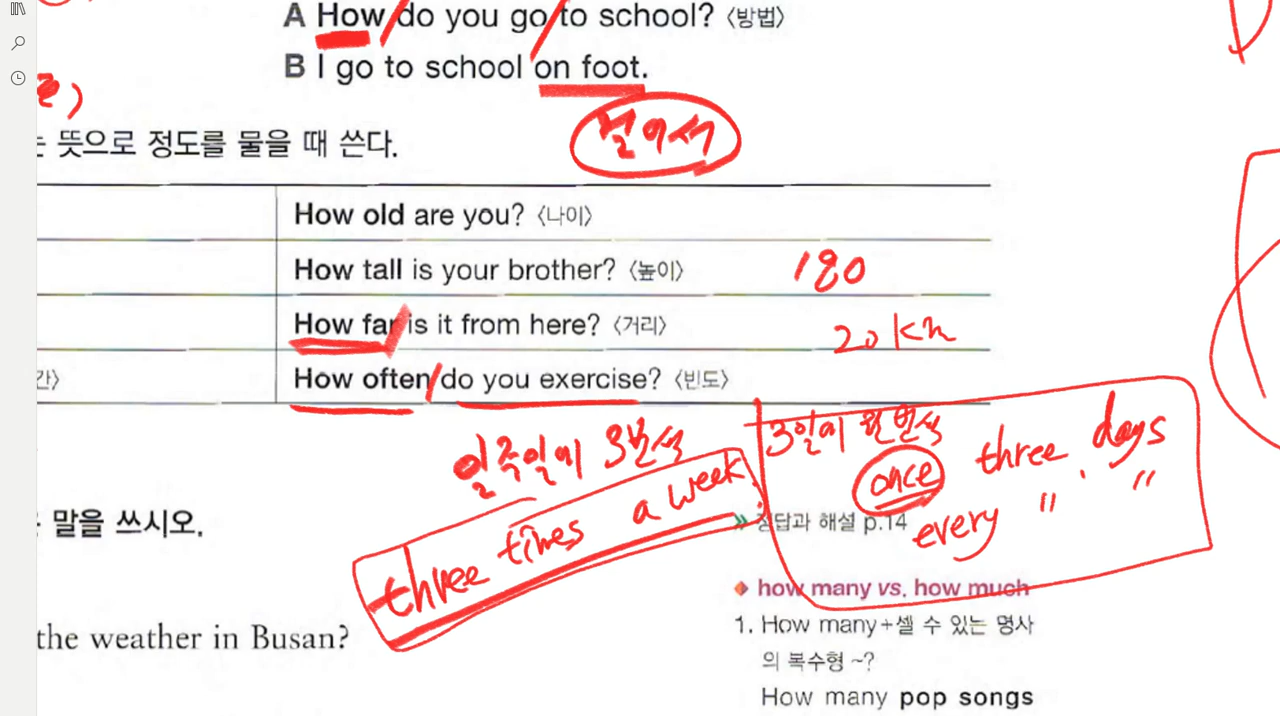 A How do you go to school? 〈방법〉
B I go to school on foot.
걸어서
는 뜻으로 정도를 물을 때 쓴다.
How old are you? 〈나이〉
How tall is your brother? 〈높이〉 180
How far is it from here? 〈거리〉 20 km
간〉 How often do you exercise? 〈빈도〉
일주일에 3번씩
three times a week.
3일에 한번씩
once three days
every " "
말을 쓰시오.
» 정답과 해설 p.14
how many vs. how much
1. How many+셀 수 있는 명사
의 복수형 ~?
How many pop songs
the weather in Busan?